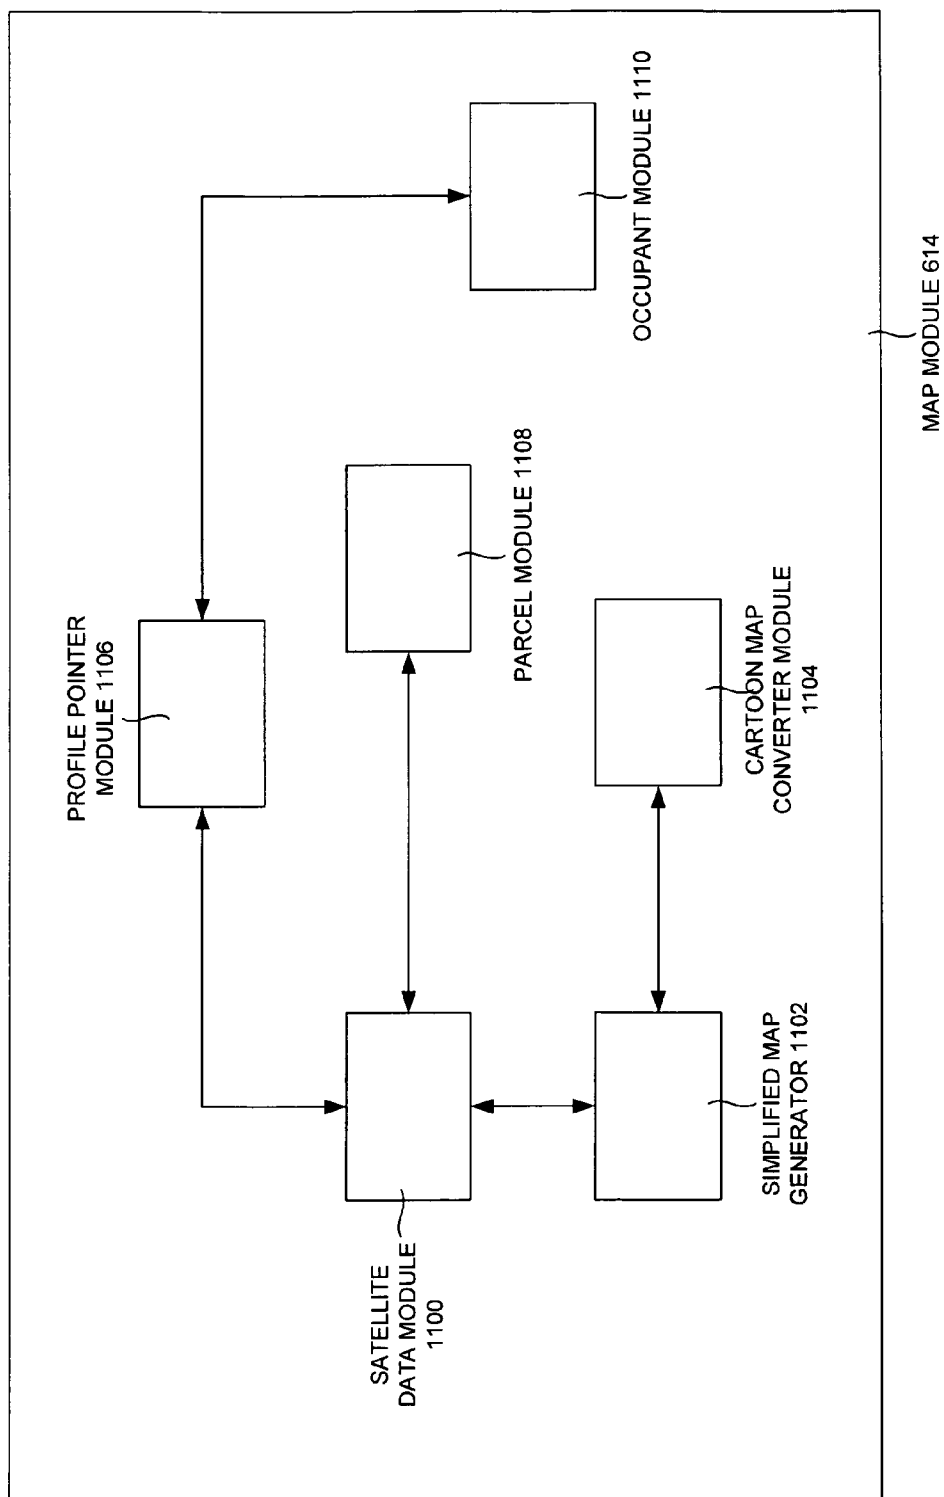 PROFILE POINTER
MODULE 1106
OCCUPANT MODULE 1110
PARCEL MODULE 1108
SATELLITE
DATA MODULE
1100
CARTOON MAP
CONVERTER MODULE
1104
SIMPLIFIED MAP
GENERATOR 1102
MAP MODULE 614